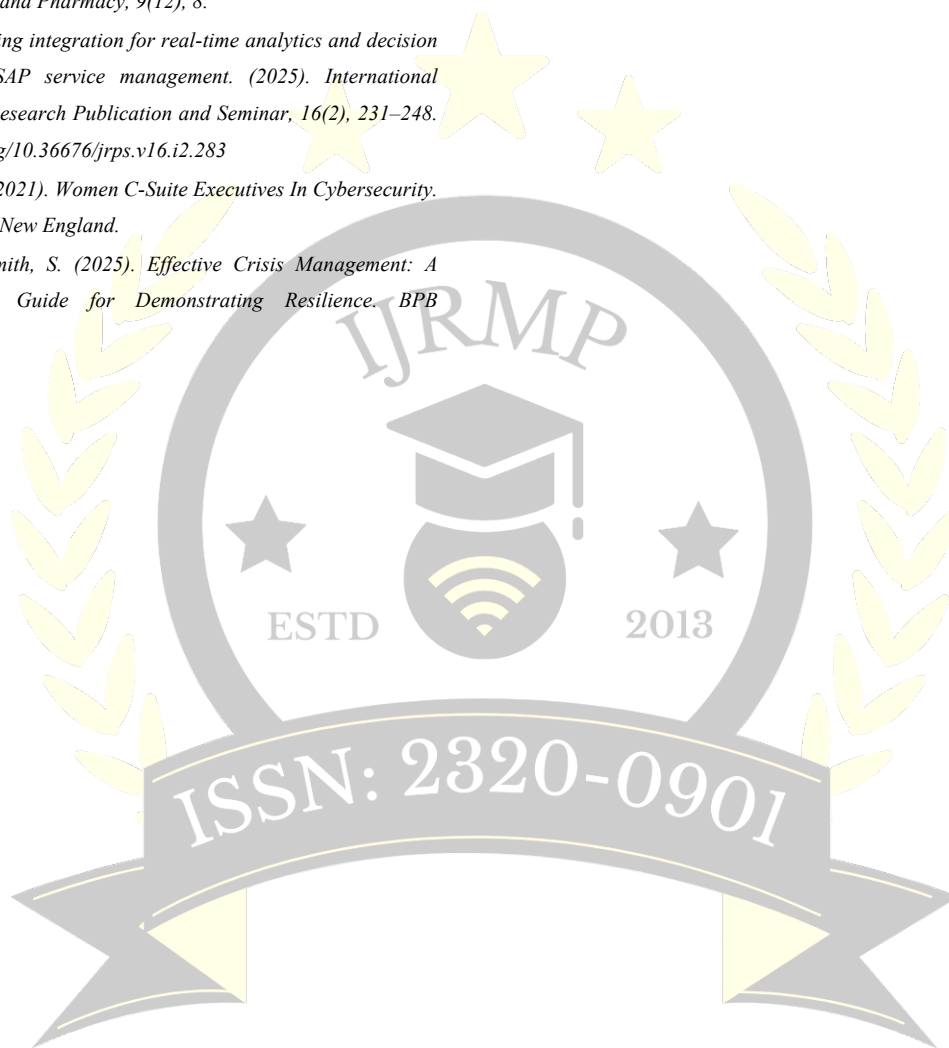 and Pharmacy, 9(12), 8.
ing integration for real-time analytics and decision
SAP service management. (2025). International
esearch Publication and Seminar, 16(2), 231–248.
g/10.36676/jrps.v16.i2.283
2021). Women C-Suite Executives In Cybersecurity.
New England.
mith, S. (2025). Effective Crisis Management: A
Guide for Demonstrating Resilience. BPB
IJRMP
ESTD 2013
ISSN: 2320-0901